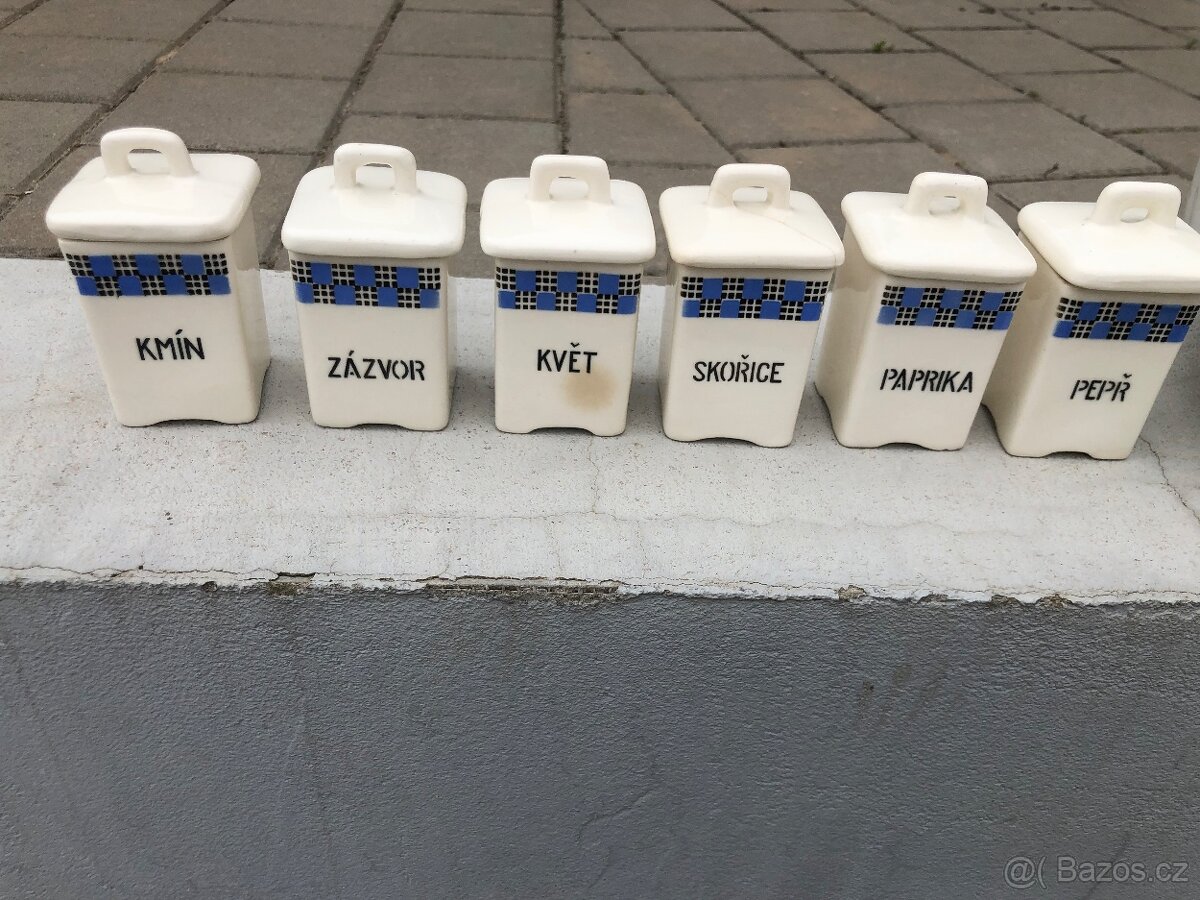 KMÍN
ZÁZVOR
KVĚT
SKOŘICE
PAPRIKA
PEPŘ
@( Bazos.cz